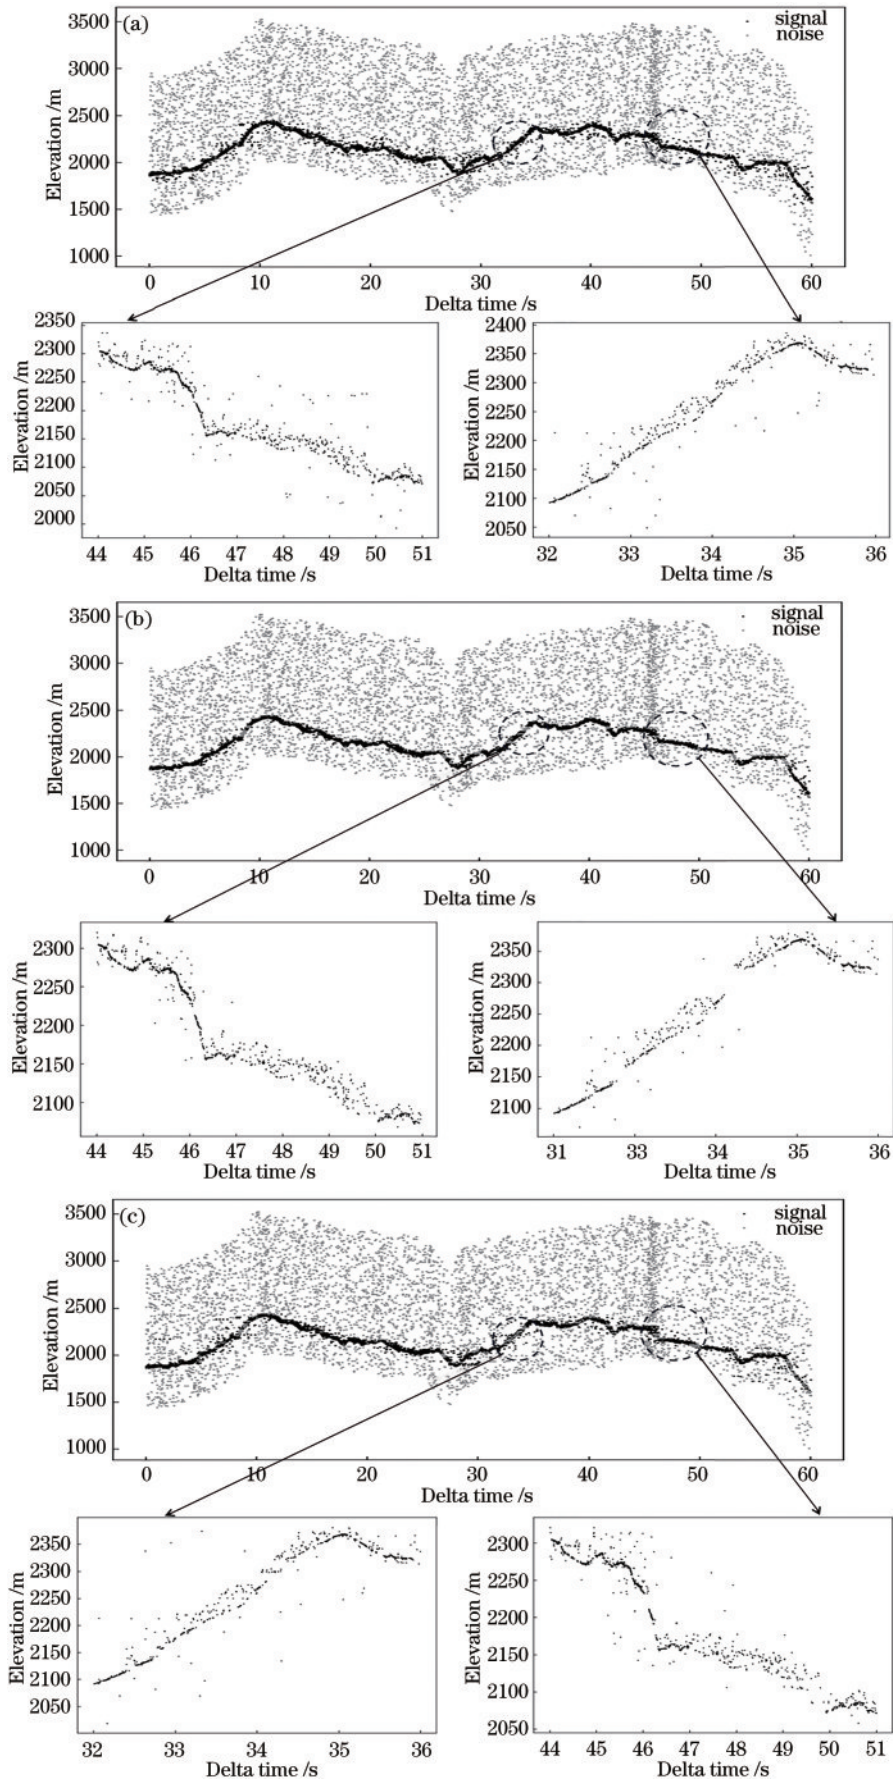 (a)
signal
noise
3500
3000
2500
2000
1500
1000
Elevation /m
0 10 20 30 40 50 60
Delta time /s
2350
2300
2250
2200
2150
2100
2050
2000
Elevation /m
44 45 46 47 48 49 50 51
Delta time /s
2400
2350
2300
2250
2200
2150
2100
2050
Elevation /m
32 33 34 35 36
Delta time /s
(b)
signal
noise
3500
3000
2500
2000
1500
1000
Elevation /m
0 10 20 30 40 50 60
Delta time /s
2300
2250
2200
2150
2100
Elevation /m
44 45 46 47 48 49 50 51
Delta time /s
2350
2300
2250
2200
2150
2100
Elevation /m
31 33 34 35 36
Delta time /s
(c)
signal
noise
3500
3000
2500
2000
1500
1000
Elevation /m
0 10 20 30 40 50 60
Delta time /s
2350
2300
2250
2200
2150
2100
2050
Elevation /m
32 33 34 35 36
Delta time /s
2300
2250
2200
2150
2100
2050
Elevation /m
44 45 46 47 48 49 50 51
Delta time /s